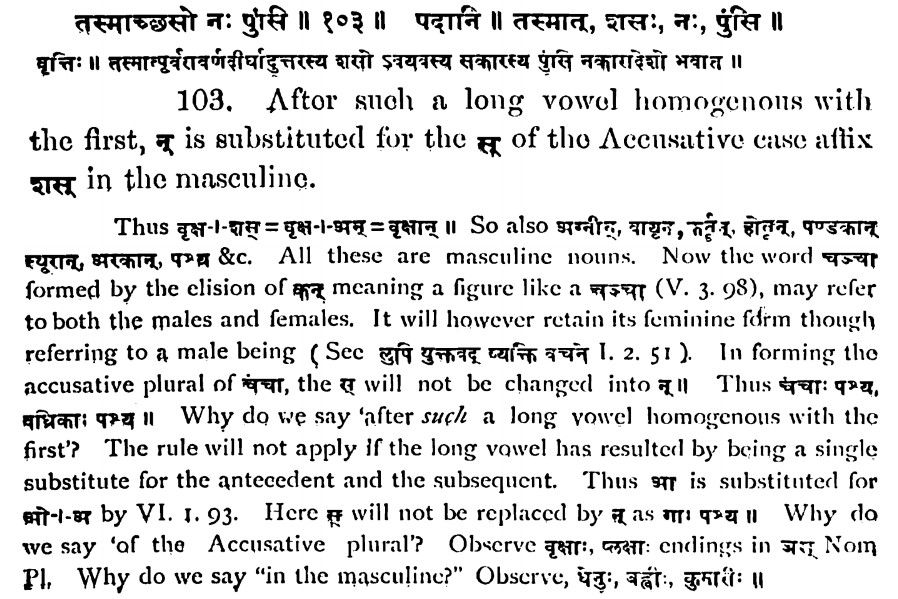 तस्माच्छसो नः पुंसि ॥ १०३ ॥ पदानि ॥ तस्मात्, शसः, नः, पुंसि ॥
वृत्तिः ॥ तस्मात्पूर्वसवर्णदीर्घादुत्तरस्य शसो ऽवयवस्य सकारस्य पुंसि नकारादेशो भवति ॥
103. After such a long vowel homogenous with
the first, न् is substituted for the स् of the Accusative case affix
शस् in the masculine.
Thus वृक्ष+शस् = वृक्ष+अस् = वृक्षान् ॥ So also अग्नीन्, वायून्, कर्तॄन्, होतॄन्, पण्डकान्
स्थूरान्, अरकान्, पश्य &c. All these are masculine nouns. Now the word चञ्चा
formed by the elision of कन् meaning a figure like a चञ्चा (V. 3. 98), may refer
to both the males and females. It will however retain its feminine form though
referring to a male being ( See लुपि युक्तवद् व्यक्ति वचने I. 2. 51 ). In forming the
accusative plural of चंचा, the स् will not be changed into न् ॥ Thus चंचाः पश्य,
वध्रिकाः पश्य ॥ Why do we say 'after such a long vowel homogenous with the
first'? The rule will not apply if the long vowel has resulted by being a single
substitute for the antecedent and the subsequent. Thus आ is substituted for
ओ+अ by VI. 1. 93. Here स् will not be replaced by न् as गाः पश्य ॥ Why do
we say 'of the Accusative plural'? Observe वृक्षाः, प्लक्षाः endings in जस् Nom
Pl. Why do we say "in the masculine?" Observe, धेनूः, बह्वीः, कुमारीः ॥